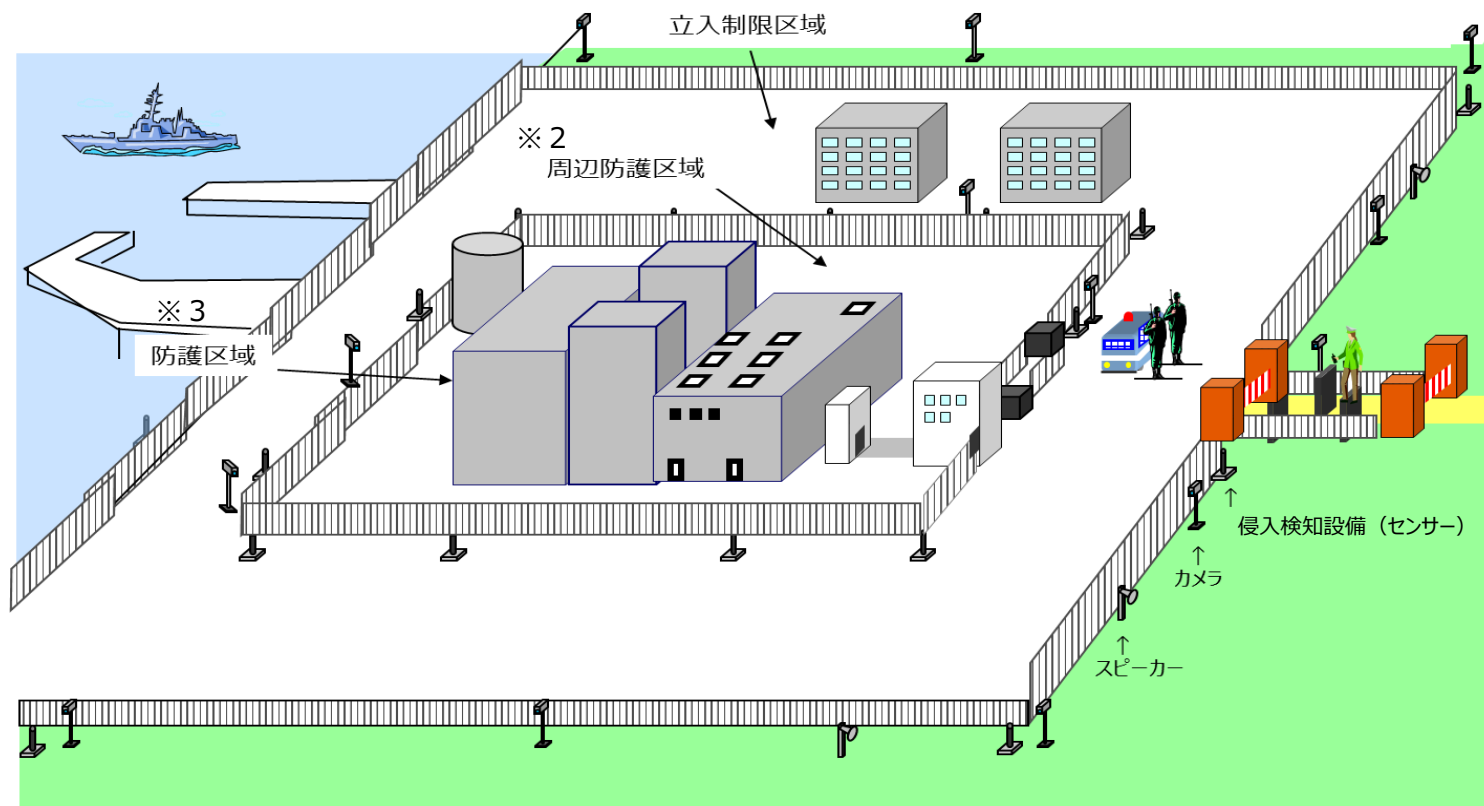 立入制限区域
※２
周辺防護区域
※３
防護区域
↑
侵入検知設備（センサー）
↑
カメラ
↑
スピーカー